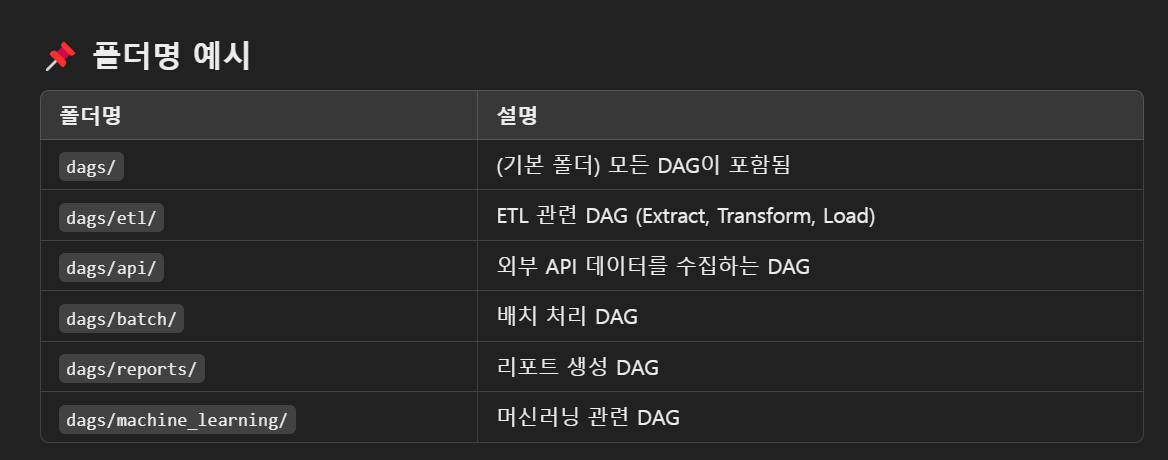 📌 폴더명 예시
폴더명 설명
dags/ (기본 폴더) 모든 DAG이 포함됨
dags/etl/ ETL 관련 DAG (Extract, Transform, Load)
dags/api/ 외부 API 데이터를 수집하는 DAG
dags/batch/ 배치 처리 DAG
dags/reports/ 리포트 생성 DAG
dags/machine_learning/ 머신러닝 관련 DAG